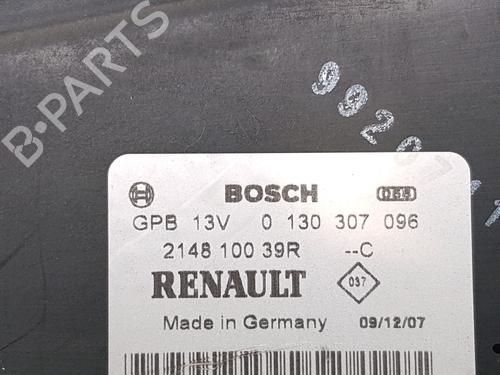 B-PARTS
BOSCH
GPB 13V 0 130 307 096
2148 100 39R --C
RENAULT
037
Made in Germany 09/12/07